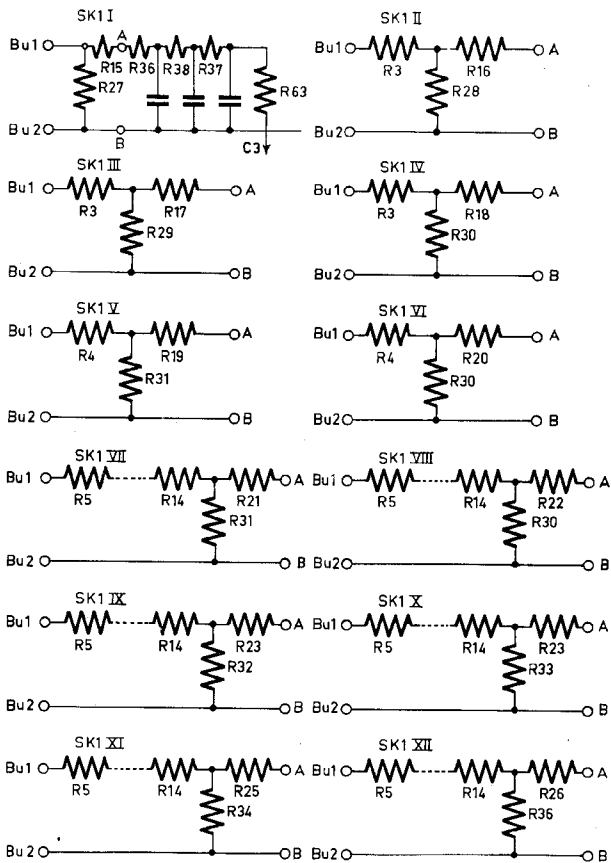 SK1 I
Bu1
A
R15 R36 R38 R37
R27
R63
Bu2
B
C3
SK1 II
Bu1
A
R3
R16
R28
Bu2
B
SK1 III
Bu1
A
R3
R17
R29
Bu2
B
SK1 IV
Bu1
A
R3
R18
R30
Bu2
B
SK1 V
Bu1
A
R4
R19
R31
Bu2
B
SK1 VI
Bu1
A
R4
R20
R30
Bu2
B
SK1 VII
Bu1
A
R5
R14
R21
R31
Bu2
B
SK1 VIII
Bu1
A
R5
R14
R22
R30
Bu2
B
SK1 IX
Bu1
A
R5
R14
R23
R32
Bu2
B
SK1 X
Bu1
A
R5
R14
R23
R33
Bu2
B
SK1 XI
Bu1
A
R5
R14
R25
R34
Bu2
B
SK1 XII
Bu1
A
R5
R14
R26
R36
Bu2
B